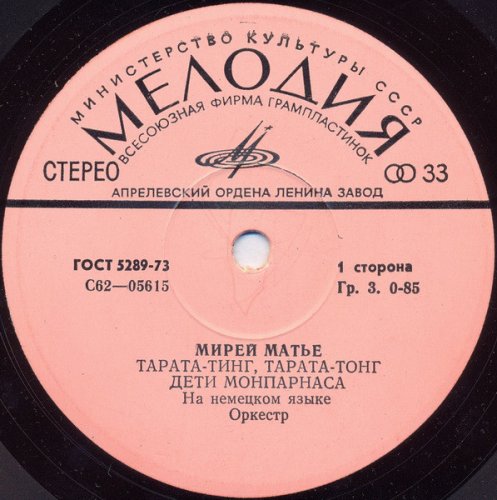 МИНИСТЕРСТВО КУЛЬТУРЫ СССР
МЕЛОДИЯ
ВСЕСОЮЗНАЯ ФИРМА ГРАМПЛАСТИНОК
СТЕРЕО 33
АПРЕЛЕВСКИЙ ОРДЕНА ЛЕНИНА ЗАВОД
ГОСТ 5289-73 1 сторона
С62—05615 Гр. 3. 0-85
МИРЕЙ МАТЬЕ
ТАРАТА-ТИНГ, ТАРАТА-ТОНГ
ДЕТИ МОНПАРНАСА
На немецком языке
Оркестр